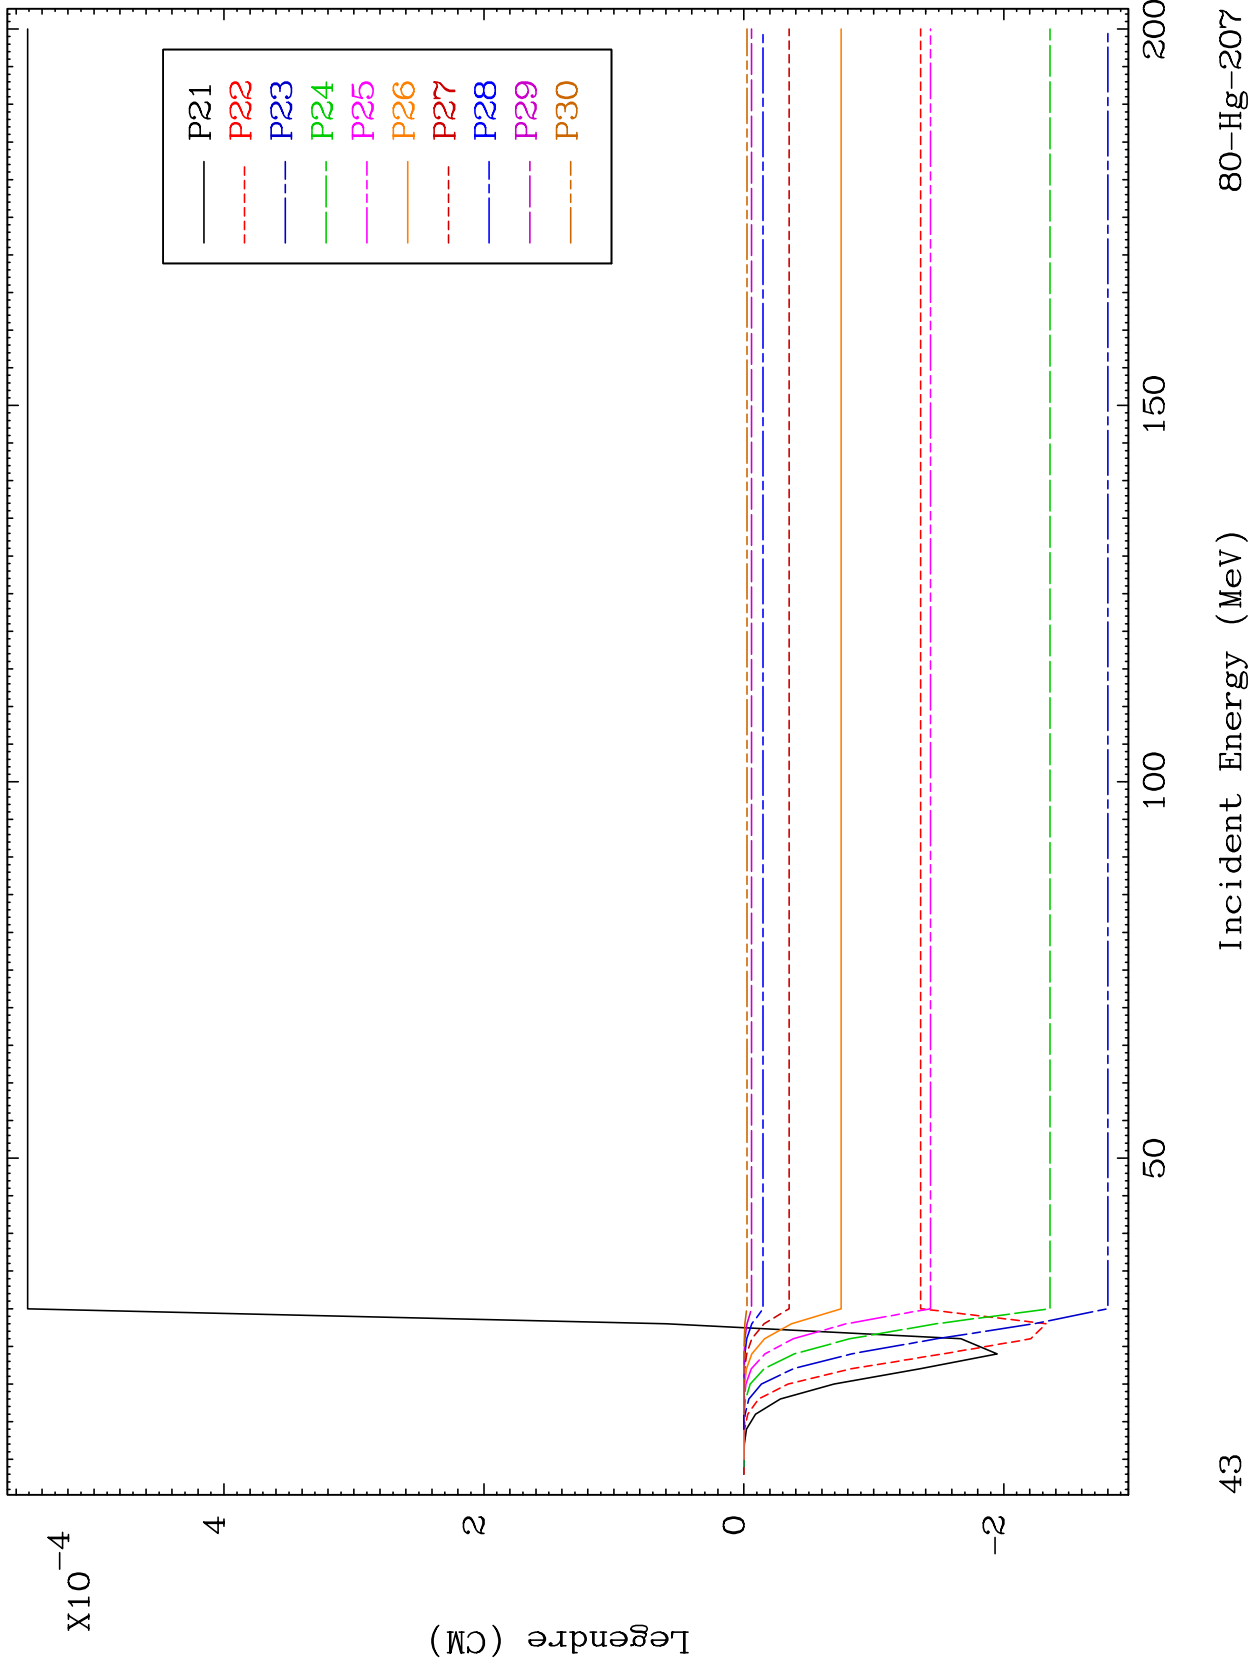 X10-4
4
2
0
-2
Legendre (CM)
P21
P22
P23
P24
P25
P26
P27
P28
P29
P30
50
100
150
200
Incident Energy (MeV)
43
80-Hg-207